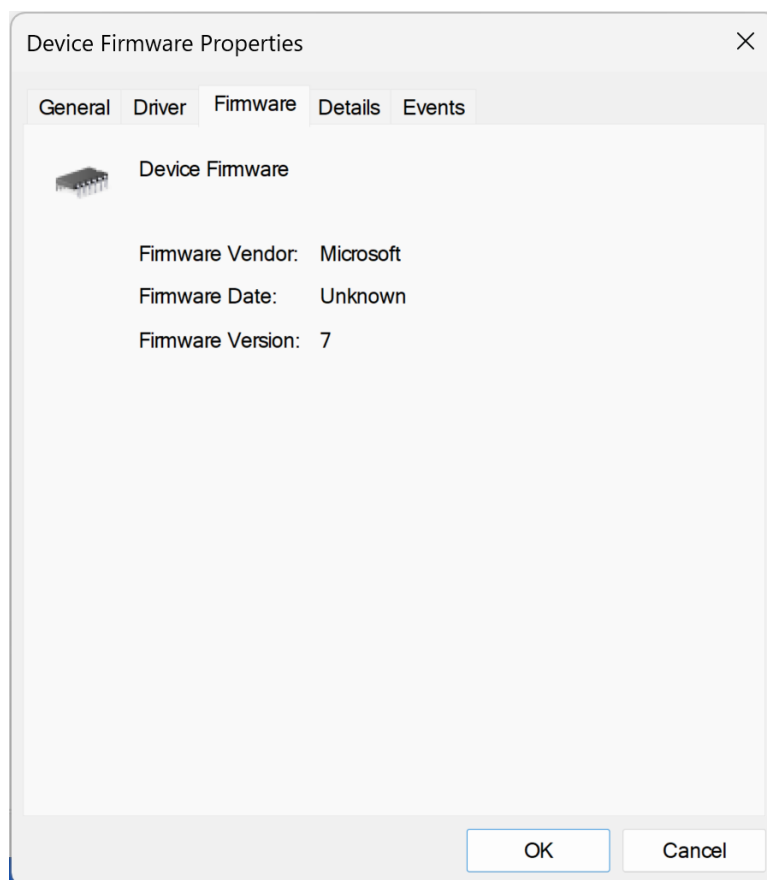 Device Firmware Properties
General Driver Firmware Details Events
Device Firmware
Firmware Vendor: Microsoft
Firmware Date: Unknown
Firmware Version: 7
OK Cancel